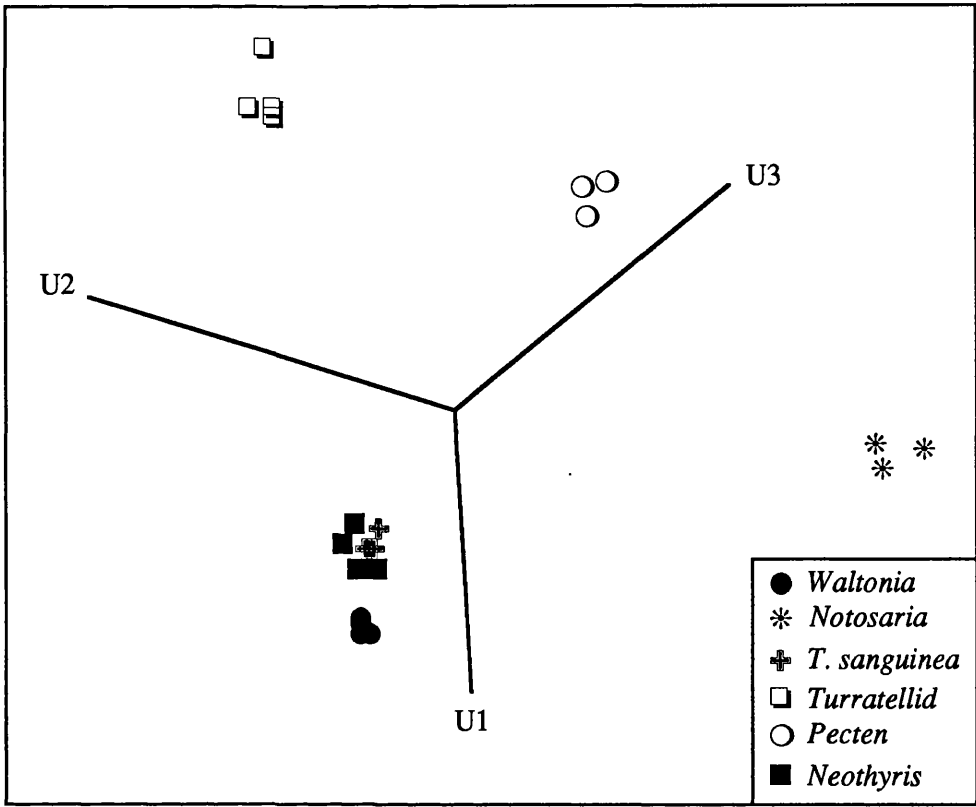 U3
U2
U1
Waltonia
Notosaria
T. sanguinea
Turratellid
Pecten
Neothyris